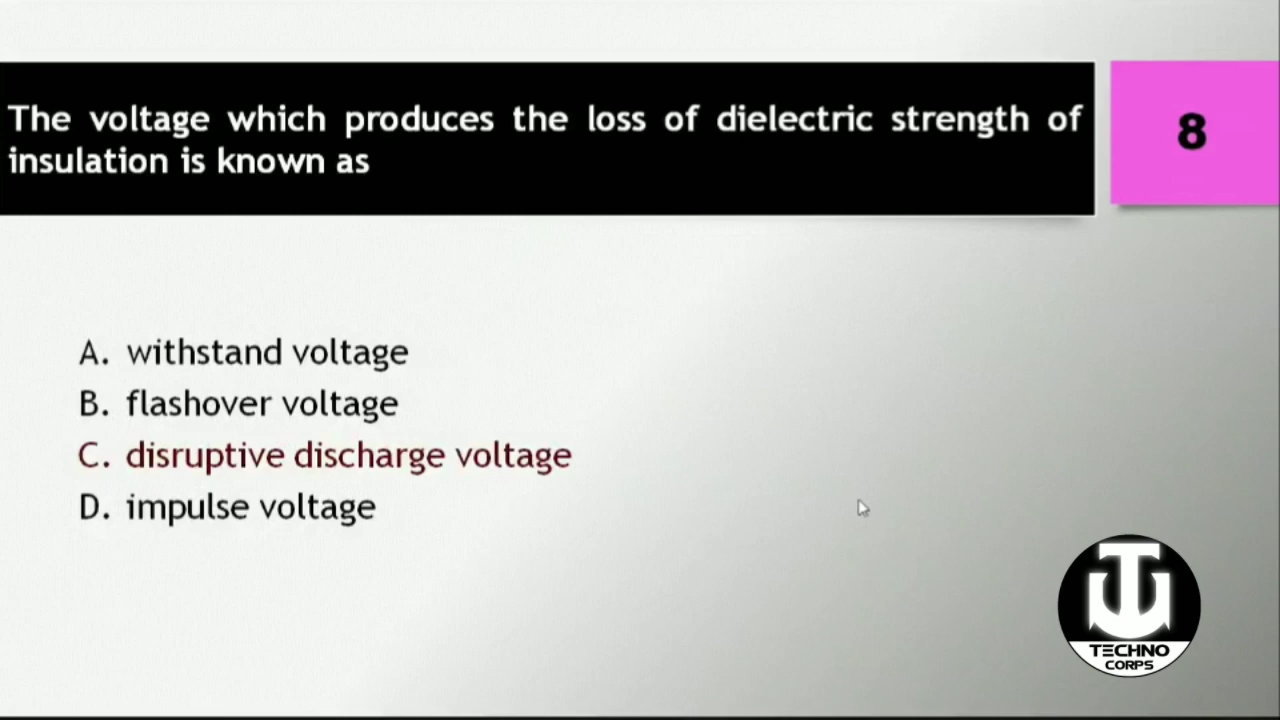 The voltage which produces the loss of dielectric strength of
insulation is known as
8
A. withstand voltage
B. flashover voltage
C. disruptive discharge voltage
D. impulse voltage
TECHNO
CORPS